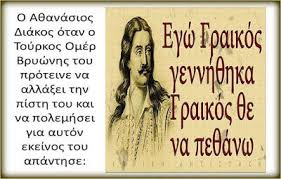 Ο Αθανάσιος
Διάκος όταν ο
Τούρκος Ομέρ
Βρυώνης του
πρότεινε να
αλλάξει την
πίστη του και
να πολεμήσει
για αυτόν
εκείνος του
απάντησε:
Εγώ Γραικός
γεννήθηκα
Γραικός θε
να πεθάνω